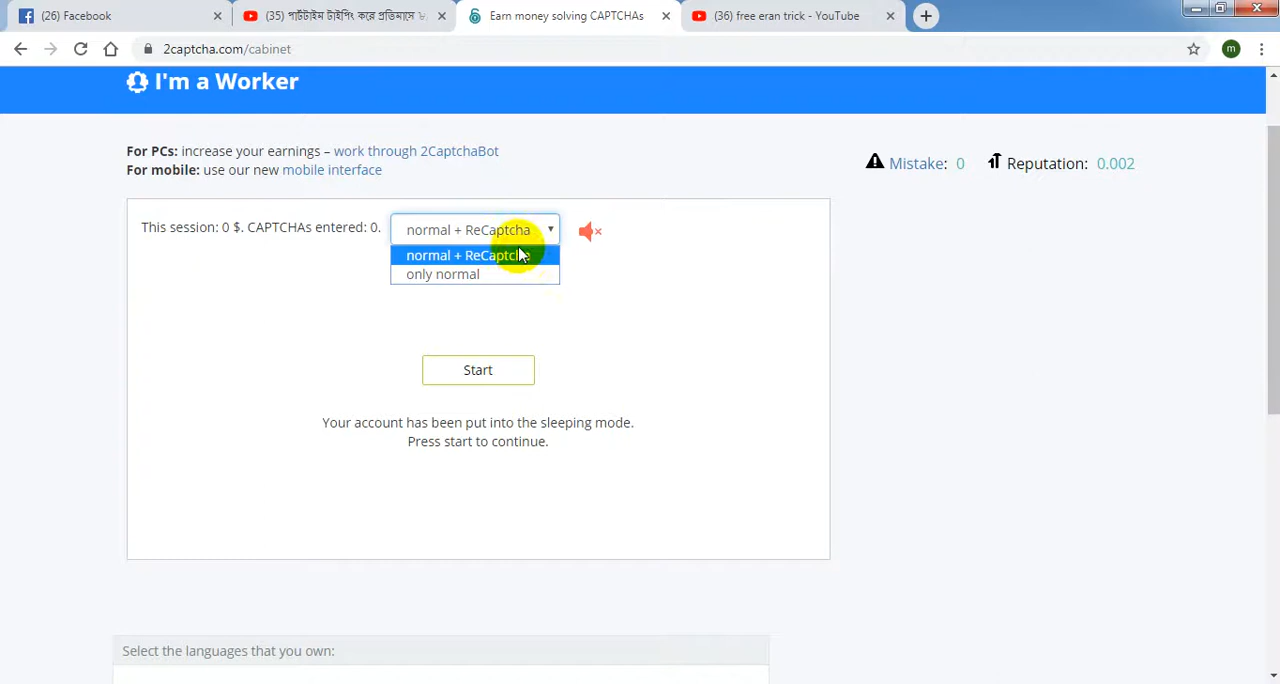 (26) Facebook
(35) পার্টটাইম টাইপিং করে প্রতিমাসে
Earn money solving CAPTCHAs
(36) free eran trick - YouTube
2captcha.com/cabinet
m
I'm a Worker
For PCs: increase your earnings – work through 2CaptchaBot
For mobile: use our new mobile interface
Mistake: 0
Reputation: 0.002
This session: 0 $. CAPTCHAs entered: 0.
normal + ReCaptcha
normal + ReCaptcha
only normal
Start
Your account has been put into the sleeping mode.
Press start to continue.
Select the languages that you own: